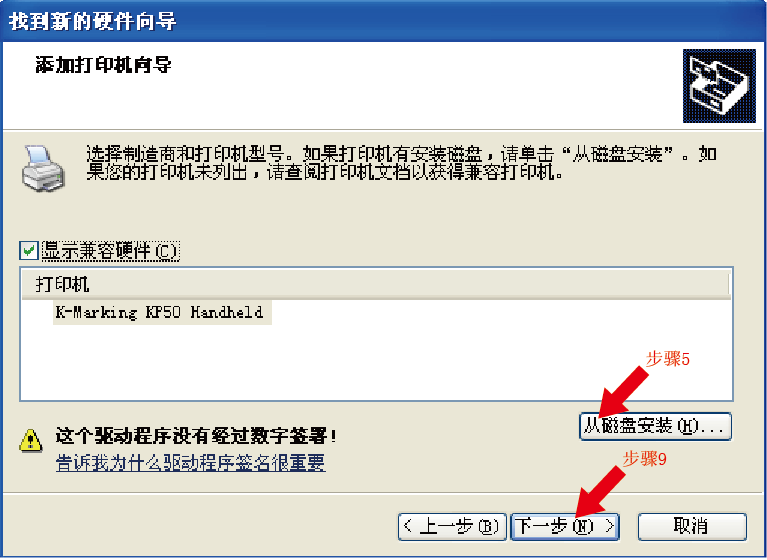 找到新的硬件向导
添加打印机向导
选择制造商和打印机型号。如果打印机有安装磁盘，请单击“从磁盘安装”。如
果您的打印机未列出，请查阅打印机文档以获得兼容打印机。
显示兼容硬件(C)
打印机
K-Marking KP50 Handheld
步骤5
从磁盘安装(H)...
这个驱动程序没有经过数字签署!
告诉我为什么驱动程序签名很重要
步骤9
< 上一步(B)
下一步(N) >
取消